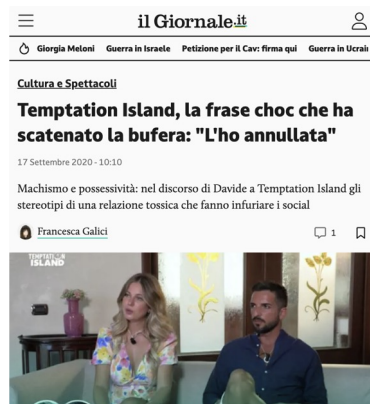 il Giornale.it
Giorgia Meloni Guerra in Israele Petizione per il Cav: firma qui Guerra in Ucrai
Cultura e Spettacoli
Temptation Island, la frase choc che ha
scatenato la bufera: "L'ho annullata"
17 Settembre 2020 - 10:10
Machismo e possessività: nel discorso di Davide a Temptation Island gli
stereotipi di una relazione tossica che fanno infuriare i social
Francesca Galici 1
TEMPTATION
ISLAND